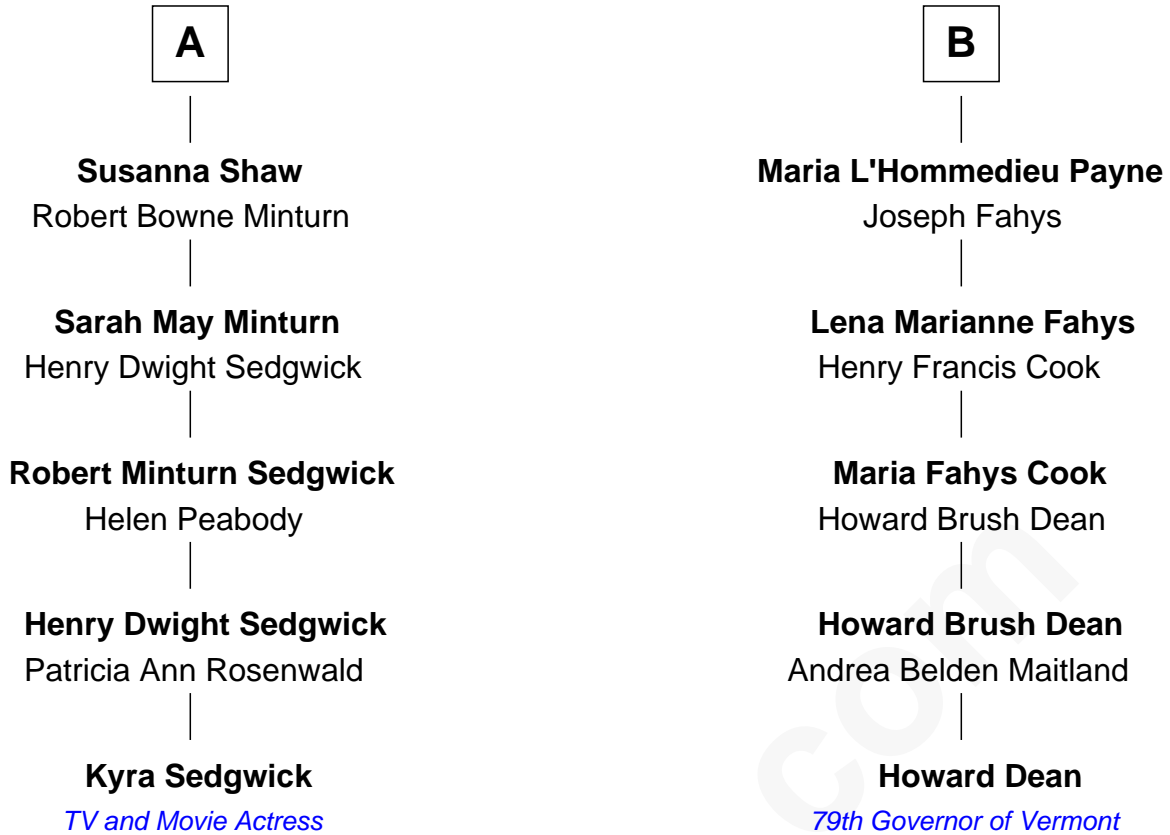 A
Susanna Shaw
Robert Bowne Minturn
Sarah May Minturn
Henry Dwight Sedgwick
Robert Minturn Sedgwick
Helen Peabody
Henry Dwight Sedgwick
Patricia Ann Rosenwald
Kyra Sedgwick
TV and Movie Actress
B
Maria L'Hommedieu Payne
Joseph Fahys
Lena Marianne Fahys
Henry Francis Cook
Maria Fahys Cook
Howard Brush Dean
Howard Brush Dean
Andrea Belden Maitland
Howard Dean
79th Governor of Vermont
com